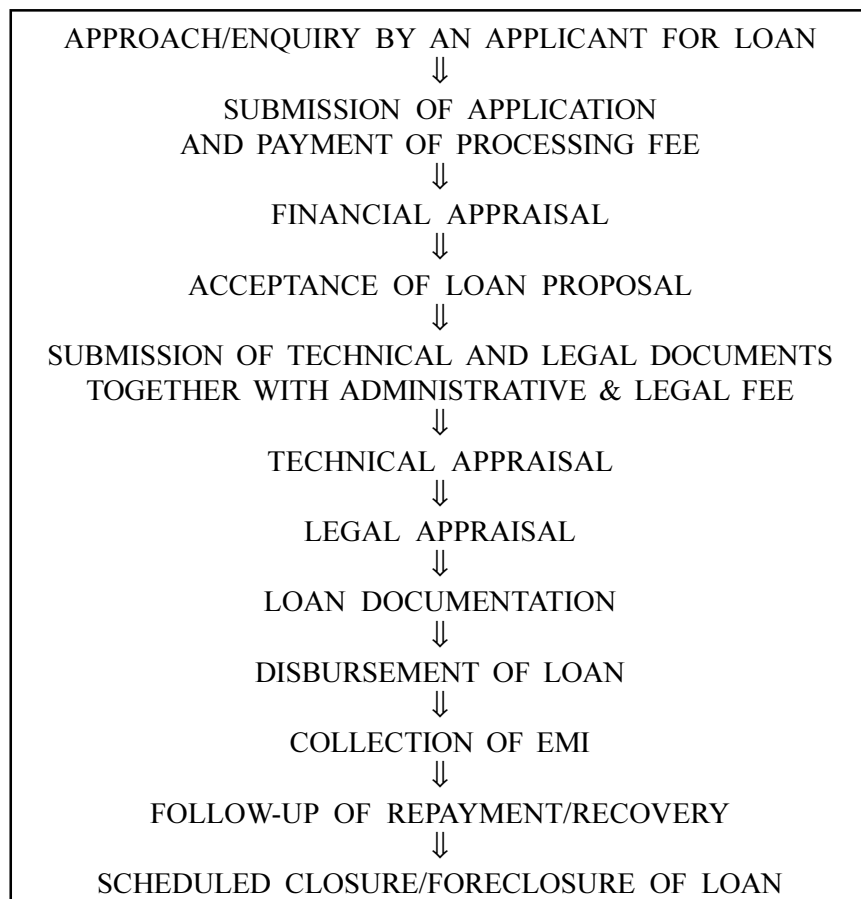 APPROACH/ENQUIRY BY AN APPLICANT FOR LOAN
⇓
SUBMISSION OF APPLICATION
AND PAYMENT OF PROCESSING FEE
⇓
FINANCIAL APPRAISAL
⇓
ACCEPTANCE OF LOAN PROPOSAL
⇓
SUBMISSION OF TECHNICAL AND LEGAL DOCUMENTS
TOGETHER WITH ADMINISTRATIVE & LEGAL FEE
⇓
TECHNICAL APPRAISAL
⇓
LEGAL APPRAISAL
⇓
LOAN DOCUMENTATION
⇓
DISBURSEMENT OF LOAN
⇓
COLLECTION OF EMI
⇓
FOLLOW-UP OF REPAYMENT/RECOVERY
⇓
SCHEDULED CLOSURE/FORECLOSURE OF LOAN